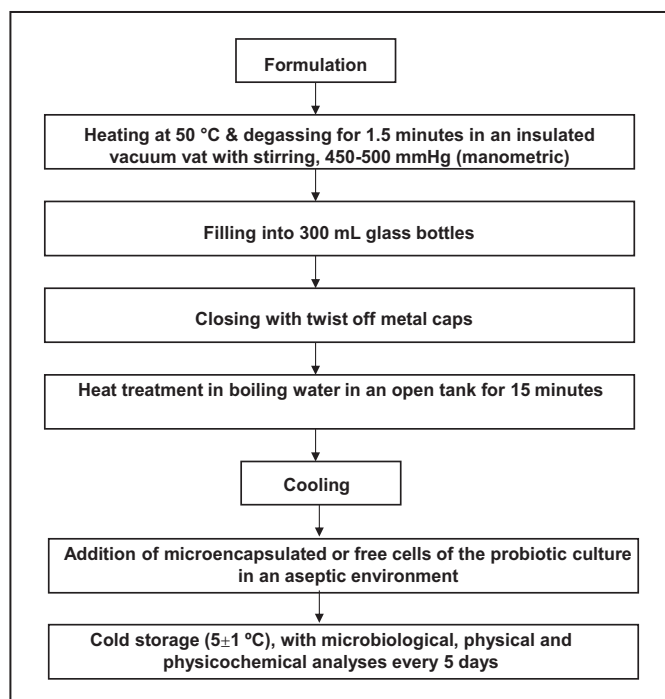 Formulation
Heating at 50 °C & degassing for 1.5 minutes in an insulated
vacuum vat with stirring, 450-500 mmHg (manometric)
Filling into 300 mL glass bottles
Closing with twist off metal caps
Heat treatment in boiling water in an open tank for 15 minutes
Cooling
Addition of microencapsulated or free cells of the probiotic culture
in an aseptic environment
Cold storage (5±1 ºC), with microbiological, physical and
physicochemical analyses every 5 days